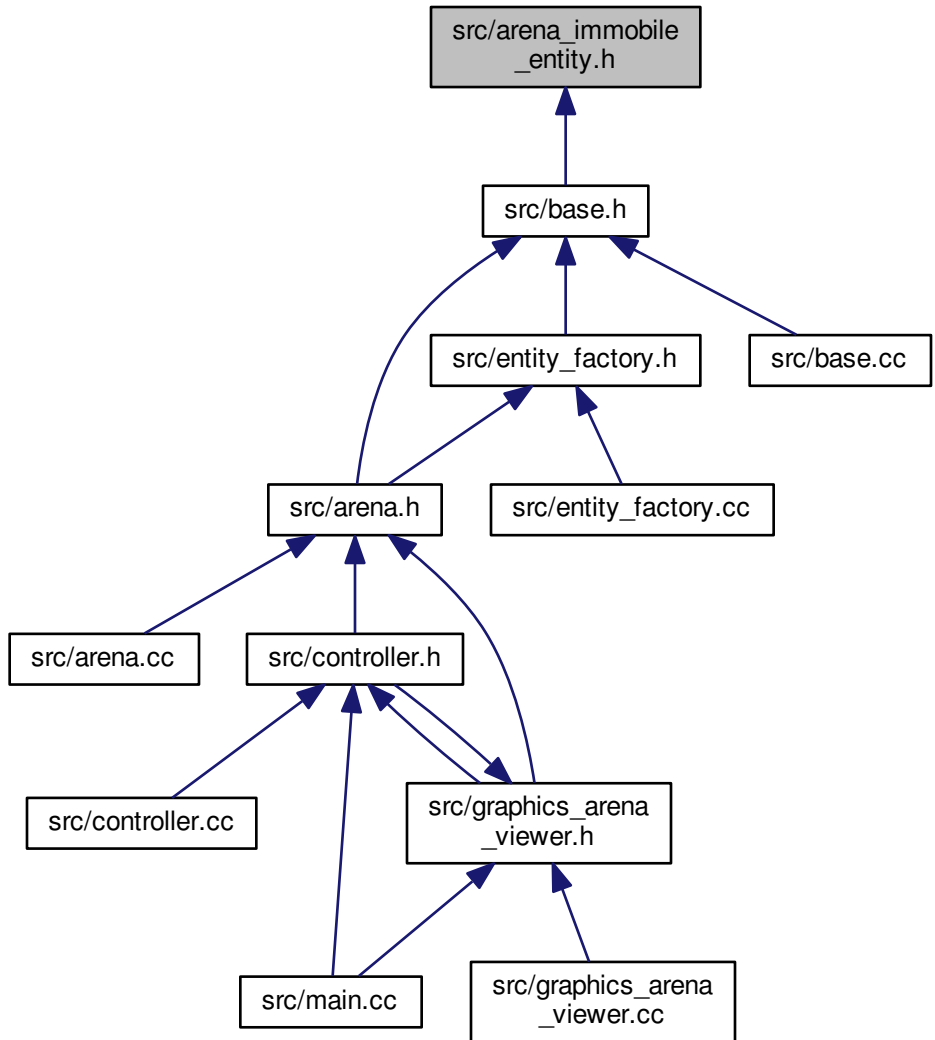 src/arena_immobile
_entity.h
src/base.h
src/entity_factory.h
src/base.cc
src/arena.h
src/entity_factory.cc
src/arena.cc
src/controller.h
src/controller.cc
src/graphics_arena
_viewer.h
src/main.cc
src/graphics_arena
_viewer.cc